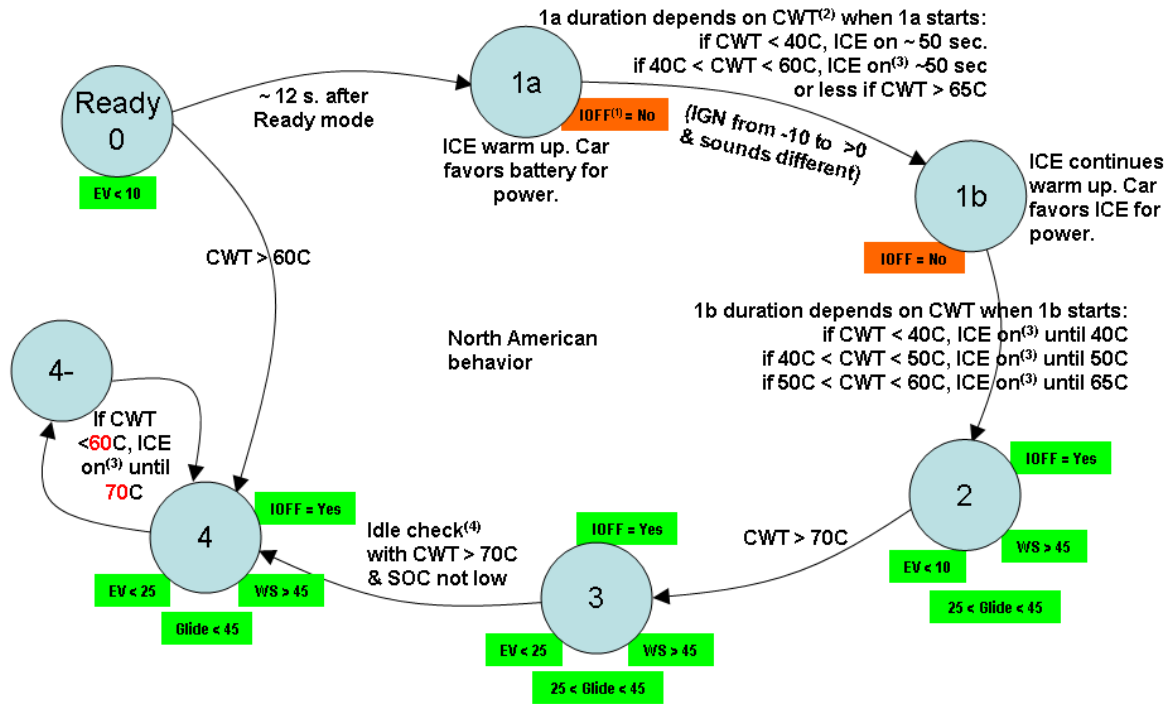 1a duration depends on CWT(2) when 1a starts:
if CWT < 40C, ICE on ~ 50 sec.
if 40C < CWT < 60C, ICE on(3) ~50 sec
or less if CWT > 65C
Ready
0
EV < 10
~ 12 s. after
Ready mode
1a
IOFF(1) = No
ICE warm up. Car
favors battery for
power.
(IGN from -10 to >0
& sounds different)
1b
IOFF = No
ICE continues
warm up. Car
favors ICE for
power.
CWT > 60C
North American
behavior
1b duration depends on CWT when 1b starts:
if CWT < 40C, ICE on(3) until 40C
if 40C < CWT < 50C, ICE on(3) until 50C
if 50C < CWT < 60C, ICE on(3) until 65C
4-
If CWT
<60C, ICE
on(3) until
70C
4
IOFF = Yes
EV < 25
WS > 45
Glide < 45
Idle check(4)
with CWT > 70C
& SOC not low
IOFF = Yes
3
EV < 25
WS > 45
25 < Glide < 45
CWT > 70C
2
IOFF = Yes
WS > 45
EV < 10
25 < Glide < 45